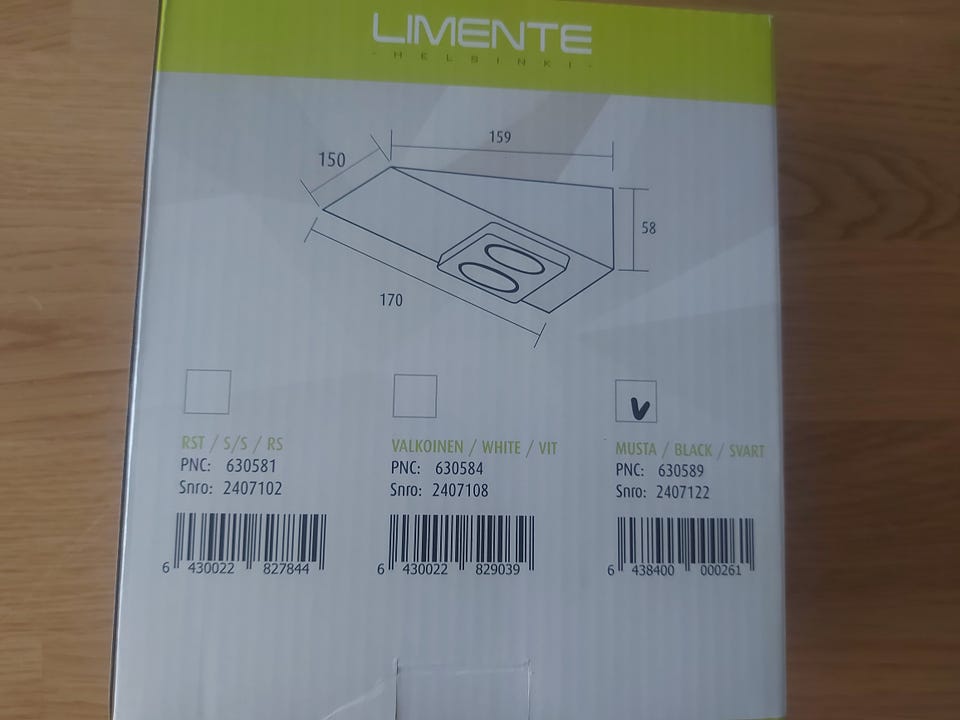 LIMENTE
- HELSINKI -
159
150
58
170
RST / S/S / RS
PNC: 630581
Snro: 2407102
6 430022 827844
VALKOINEN / WHITE / VIT
PNC: 630584
Snro: 2407108
6 430022 829039
V
MUSTA / BLACK / SVART
PNC: 630589
Snro: 2407122
6 438400 000261